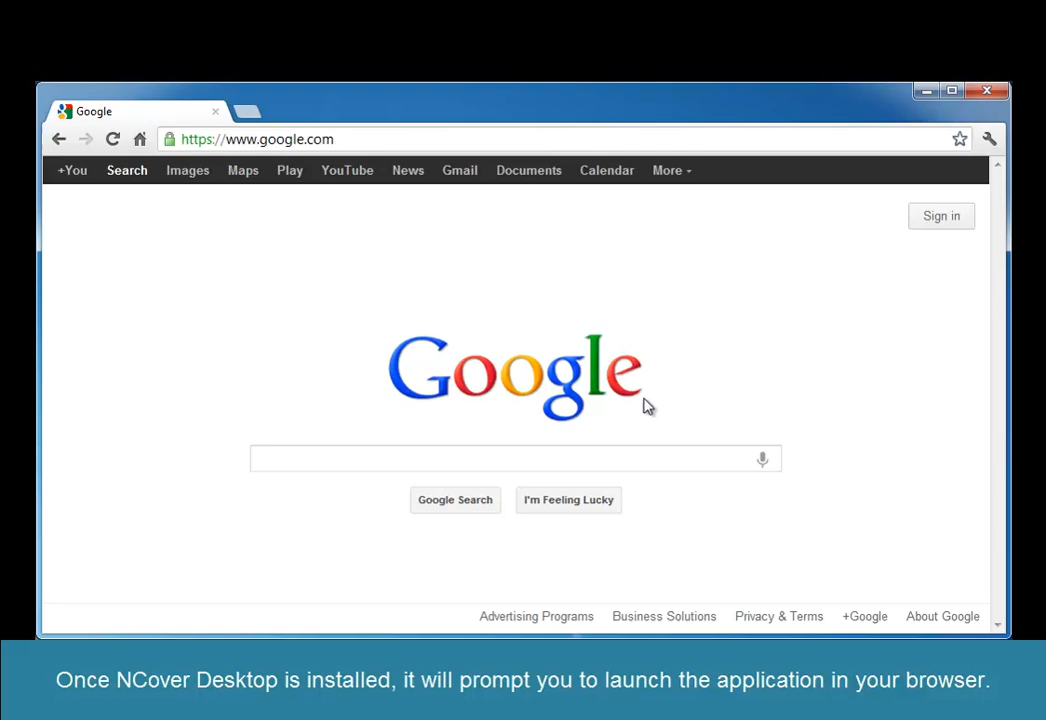 Google
https://www.google.com
+You Search Images Maps Play YouTube News Gmail Documents Calendar More
Sign in
Google
Google Search I'm Feeling Lucky
Advertising Programs Business Solutions Privacy & Terms +Google About Google
Once NCover Desktop is installed, it will prompt you to launch the application in your browser.